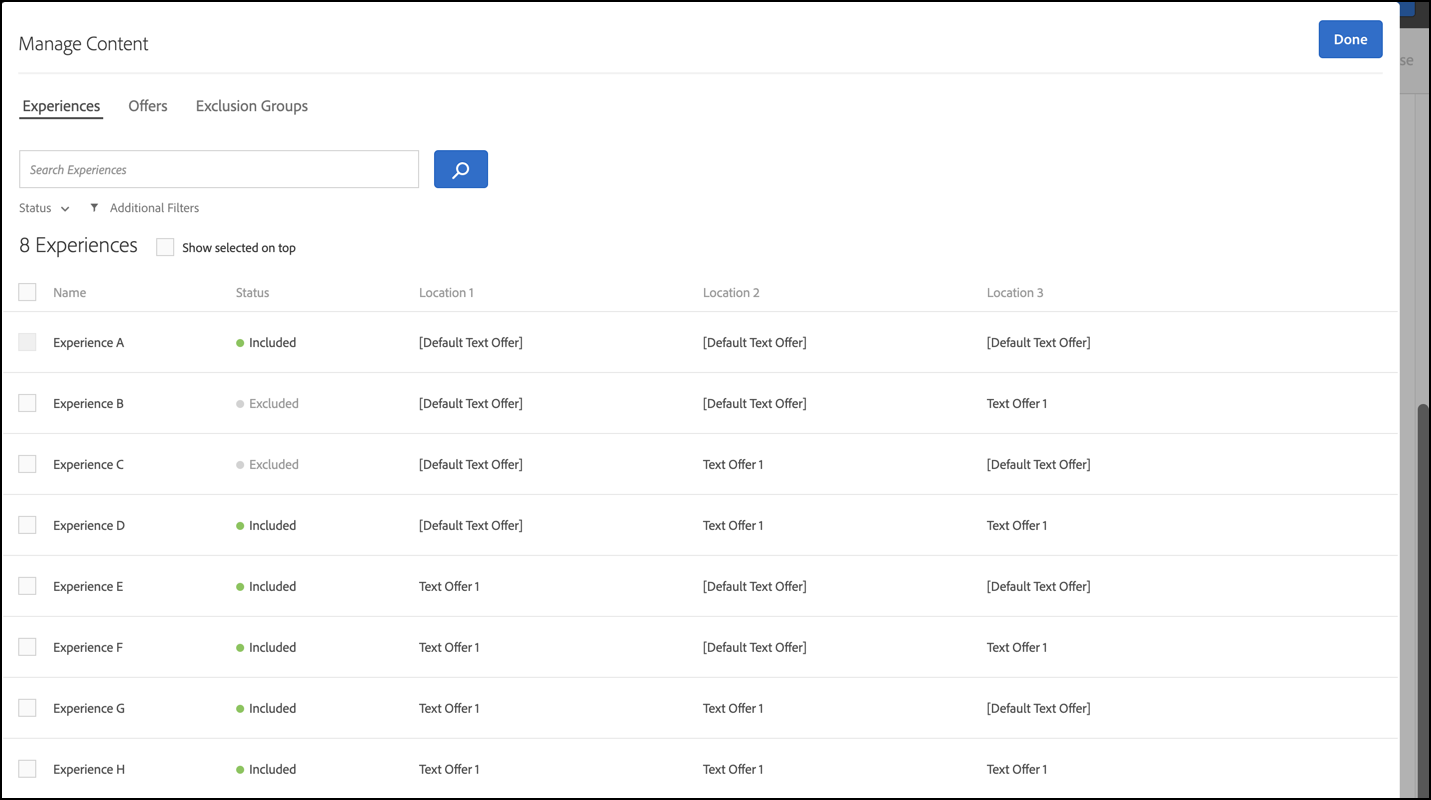 Manage Content
Done
se
Experiences Offers Exclusion Groups
Search Experiences
Status Additional Filters
8 Experiences Show selected on top
Name Status Location 1 Location 2 Location 3
Experience A Included [Default Text Offer] [Default Text Offer] [Default Text Offer]
Experience B Excluded [Default Text Offer] [Default Text Offer] Text Offer 1
Experience C Excluded [Default Text Offer] Text Offer 1 [Default Text Offer]
Experience D Included [Default Text Offer] Text Offer 1 Text Offer 1
Experience E Included Text Offer 1 [Default Text Offer] [Default Text Offer]
Experience F Included Text Offer 1 [Default Text Offer] Text Offer 1
Experience G Included Text Offer 1 Text Offer 1 [Default Text Offer]
Experience H Included Text Offer 1 Text Offer 1 Text Offer 1